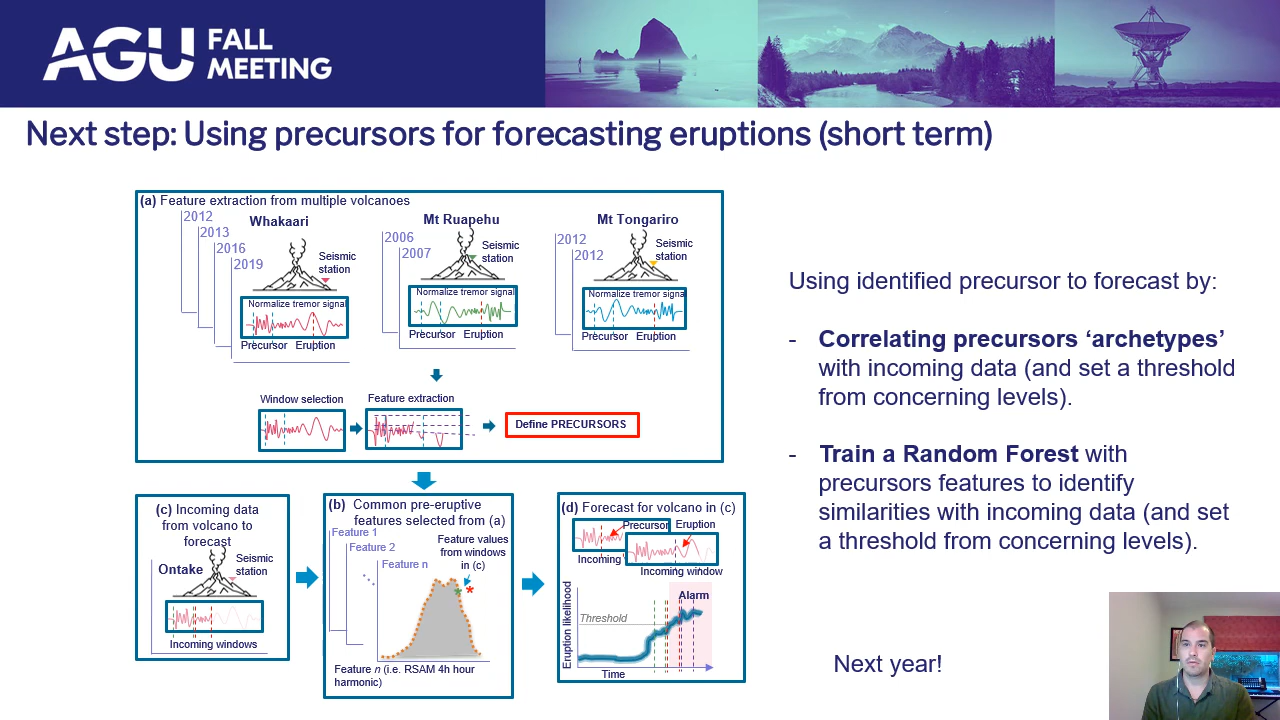 AGU FALL MEETING
Next step: Using precursors for forecasting eruptions (short term)
(a) Feature extraction from multiple volcanoes
2012
2013
2016
2019
Whakaari
Seismic
station
Normalize tremor signal
Precursor Eruption
Mt Ruapehu
2006
2007
Seismic
station
Normalize tremor signal
Precursor Eruption
Mt Tongariro
2012
2012
Seismic
station
Normalize tremor signal
Precursor Eruption
Window selection
Feature extraction
Define PRECURSORS
(c) Incoming data
from volcano to
forecast
Ontake
Seismic
station
Incoming windows
(b) Common pre-eruptive
features selected from (a)
Feature 1
Feature 2
Feature n
Feature values
from windows
in (c)
* *
Feature n (i.e. RSAM 4h hour
harmonic)
(d) Forecast for volcano in (c)
Precursor Eruption
Incoming
Incoming window
Eruption likelihood
Threshold
Alarm
Time
Using identified precursor to forecast by:
- Correlating precursors ‘archetypes’
with incoming data (and set a threshold
from concerning levels).
- Train a Random Forest with
precursors features to identify
similarities with incoming data (and set
a threshold from concerning levels).
Next year!